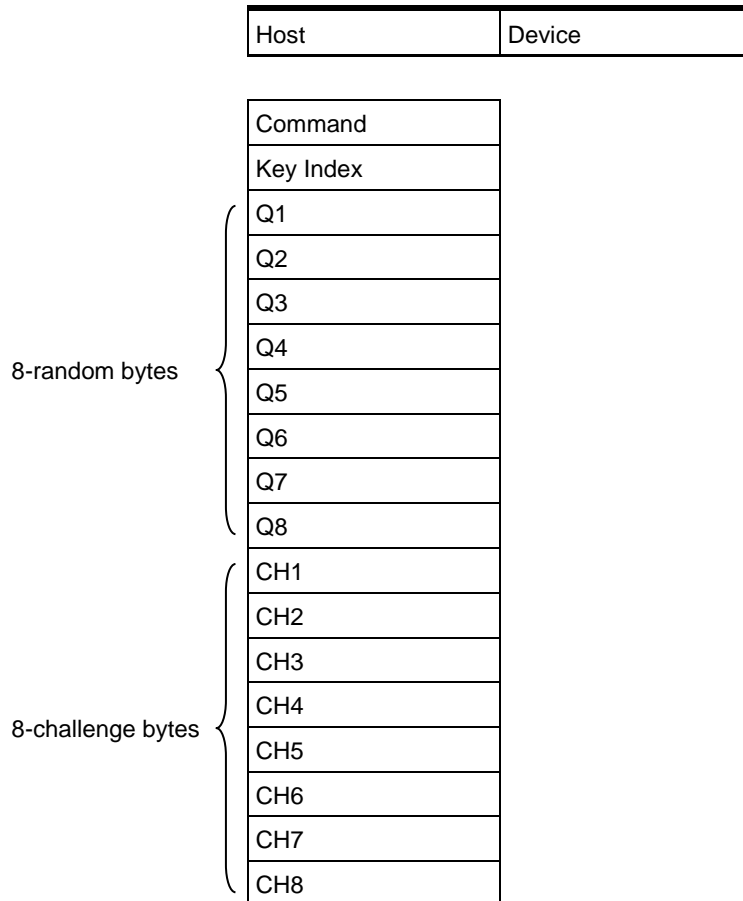 Host Device
Command
Key Index
Q1
Q2
Q3
Q4
8-random bytes
Q5
Q6
Q7
Q8
CH1
CH2
CH3
CH4
8-challenge bytes
CH5
CH6
CH7
CH8